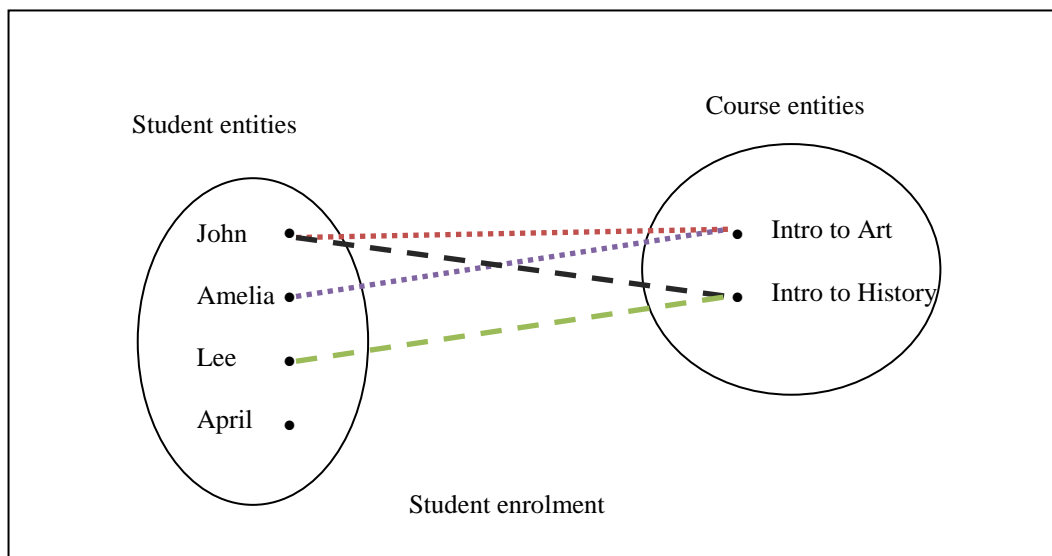 Course entities
Student entities
John
Intro to Art
Amelia
Intro to History
Lee
April
Student enrolment